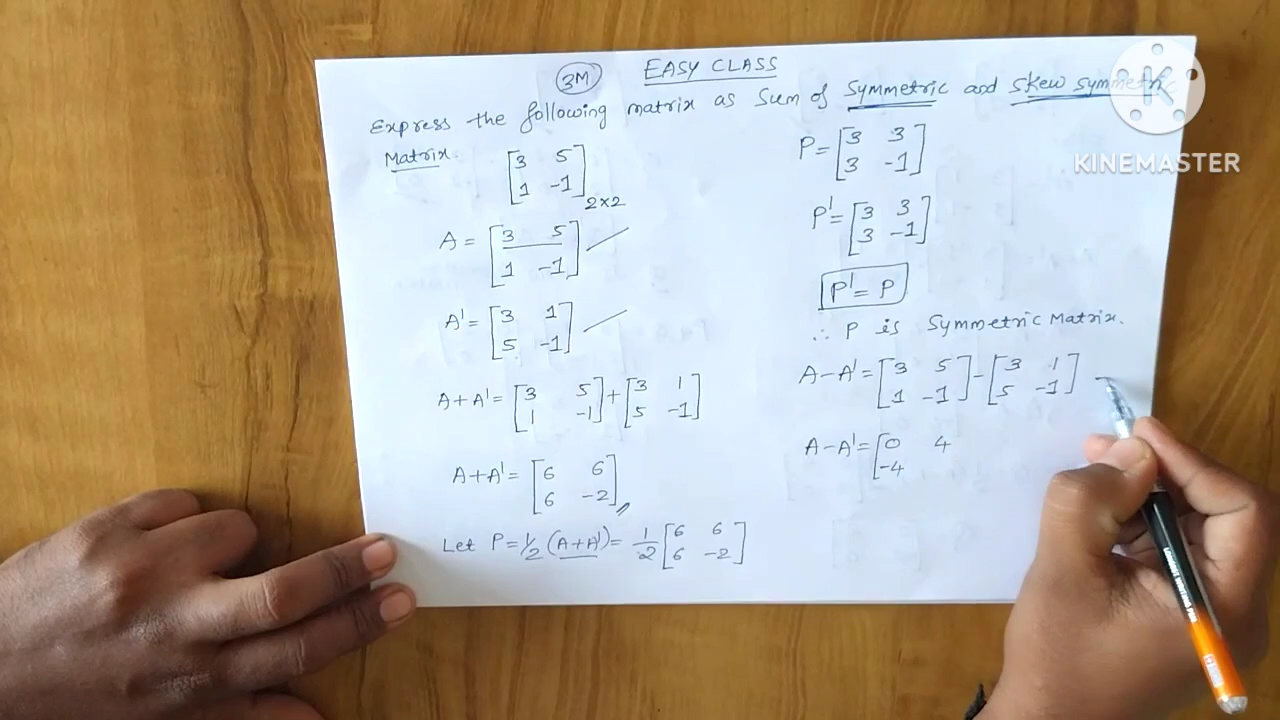 3M EASY CLASS
Express the following matrix as sum of symmetric and skew symmetric
Matrix.
[3 5
1 -1] 2×2
A = [3 5
1 -1]
A' = [3 1
5 -1]
A+A' = [3 5
1 -1] + [3 1
5 -1]
A+A' = [6 6
6 -2]
Let P = 1/2 (A+A') = 1/2 [6 6
6 -2]
P = [3 3
3 -1]
P' = [3 3
3 -1]
P' = P
∴ P is Symmetric Matrix.
A-A' = [3 5
1 -1] - [3 1
5 -1]
A-A' = [0 4
-4
K
KINEMASTER